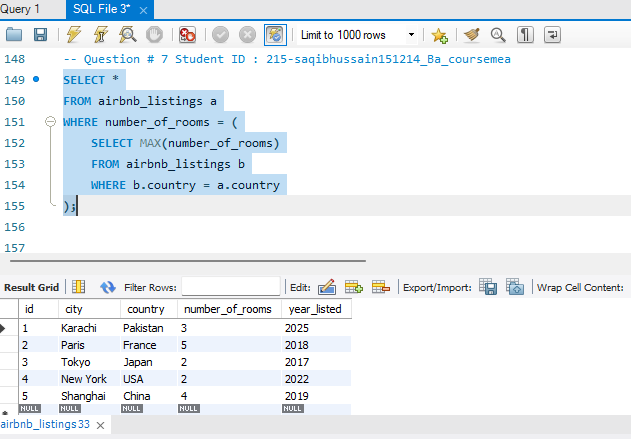 Query 1 SQL File 3* ×
Limit to 1000 rows
148 -- Question # 7 Student ID : 215-saqibhussain151214_Ba_coursemea
149 SELECT *
150 FROM airbnb_listings a
151 WHERE number_of_rooms = (
152 SELECT MAX(number_of_rooms)
153 FROM airbnb_listings b
154 WHERE b.country = a.country
155 );
156
157
Result Grid Filter Rows: Edit: Export/Import: Wrap Cell Content:
id city country number_of_rooms year_listed
1 Karachi Pakistan 3 2025
2 Paris France 5 2018
3 Tokyo Japan 2 2017
4 New York USA 2 2022
5 Shanghai China 4 2019
NULL NULL NULL NULL NULL
airbnb_listings33 ×